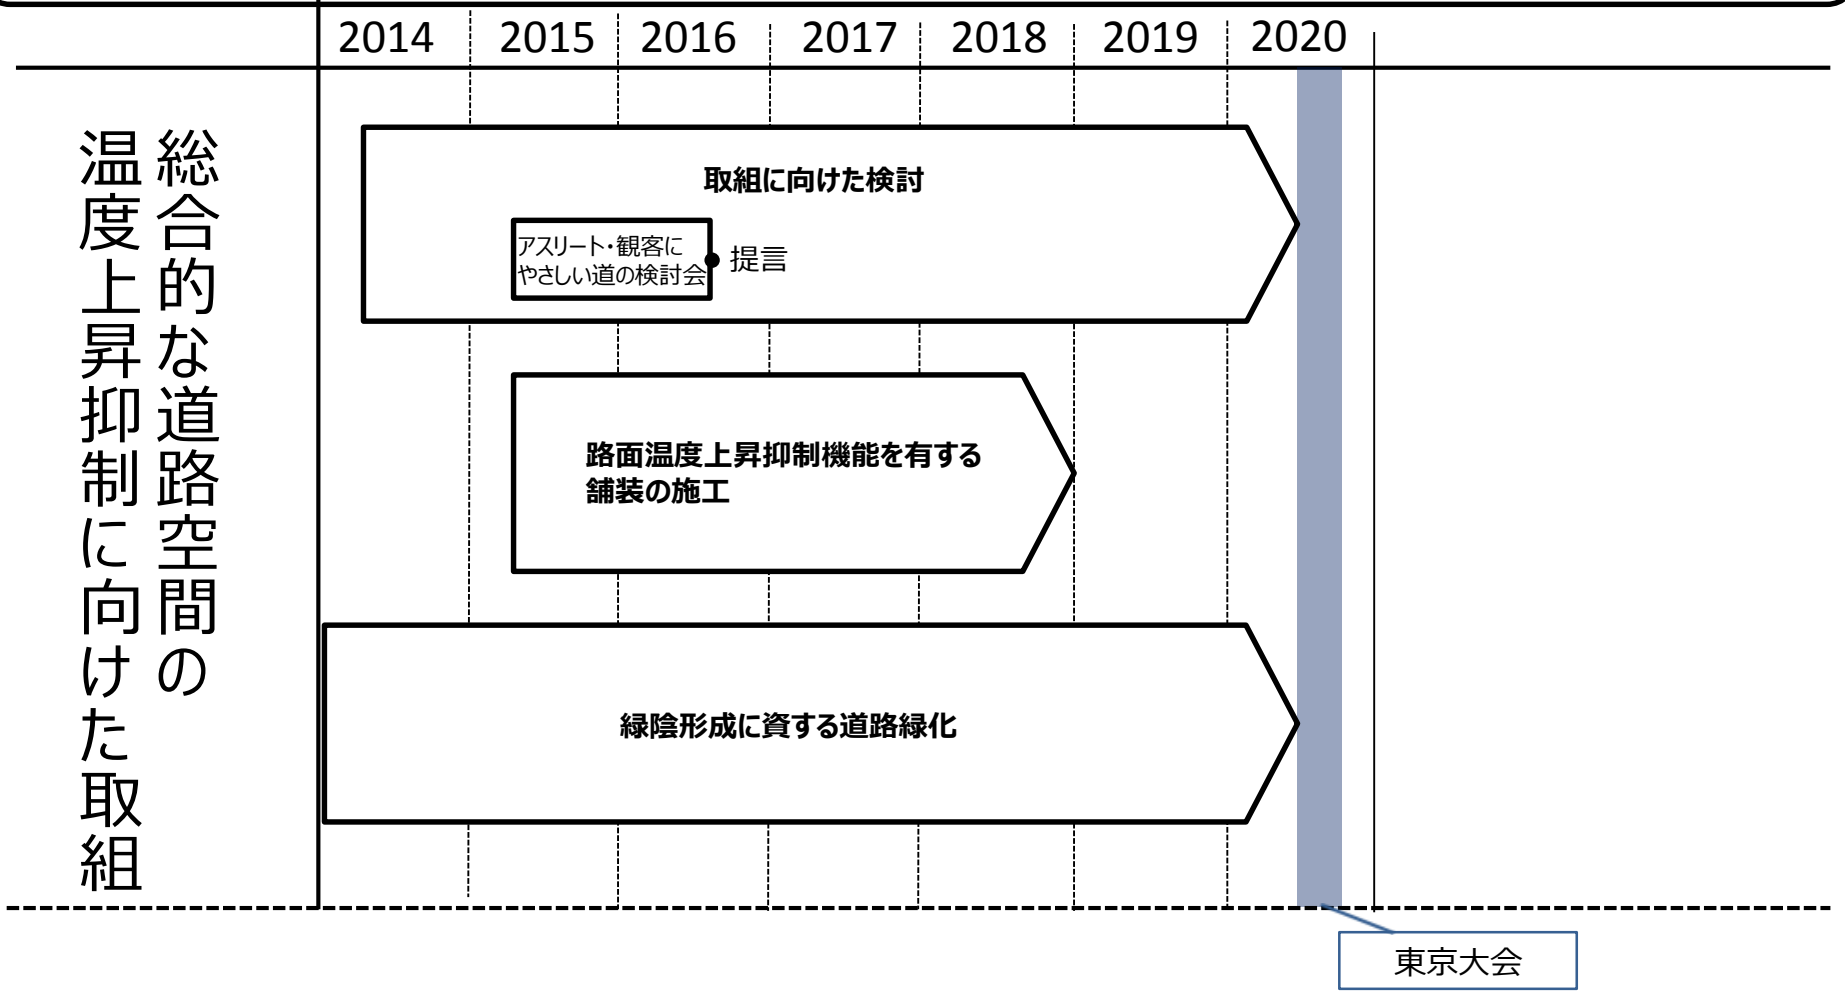 2014 2015 2016 2017 2018 2019 2020
総合的な道路空間の
温度上昇抑制に向けた取組
取組に向けた検討
アスリート・観客に
やさしい道の検討会
提言
路面温度上昇抑制機能を有する
舗装の施工
緑陰形成に資する道路緑化
東京大会